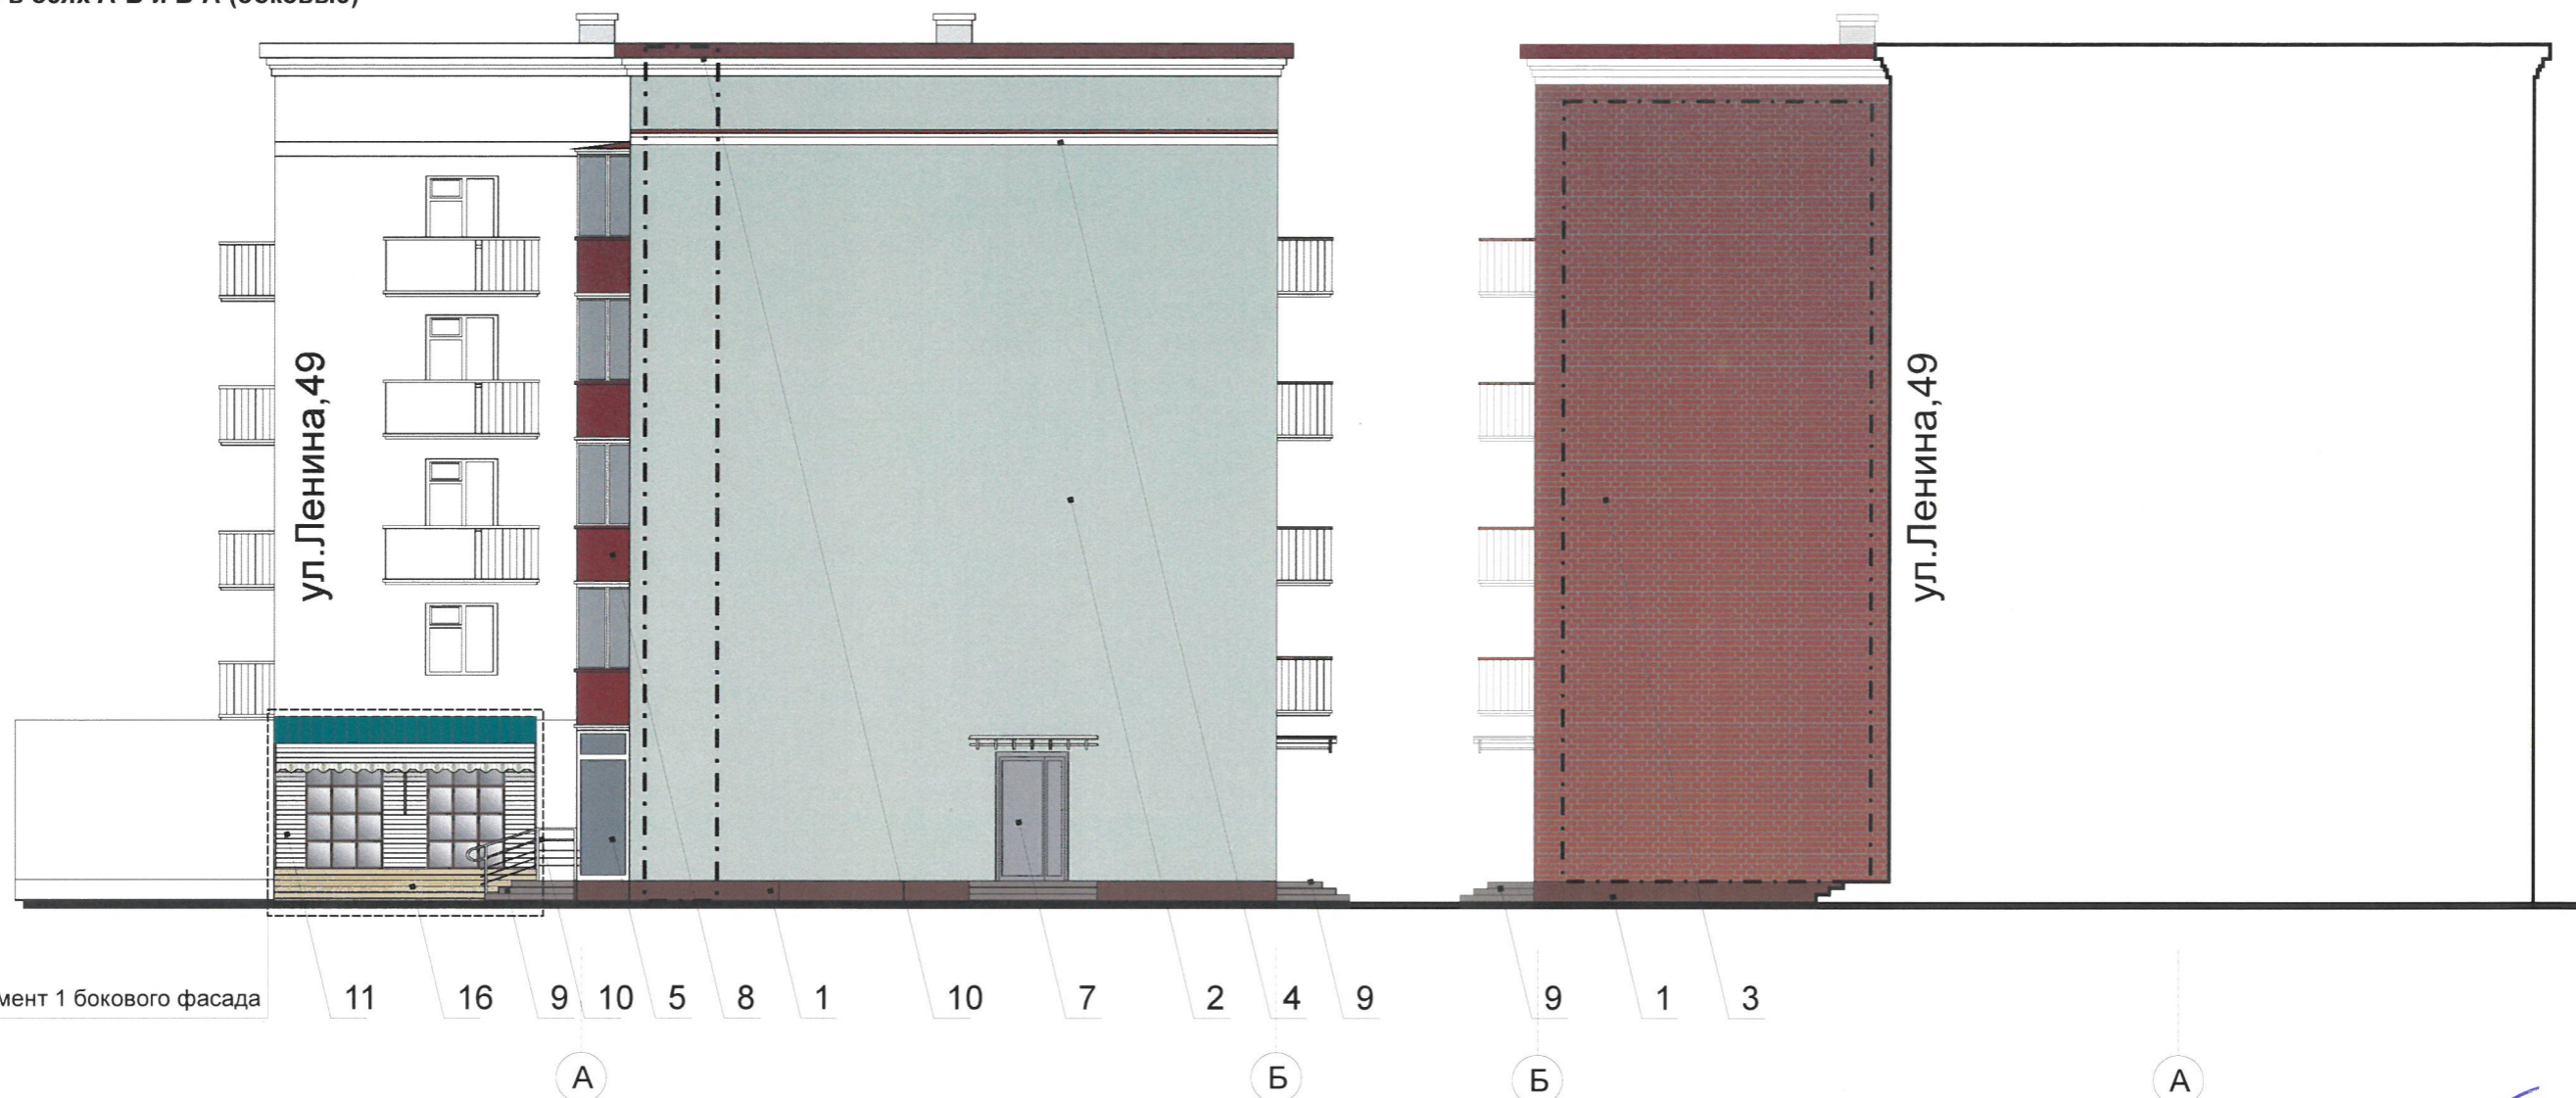 в осях А-Б и Б-А (боковые)
ул.Ленина,49
ул.Ленина,49
мент 1 бокового фасада 11 16 9 10 5 8 1 10 7 2 4 9 9 1 3
А Б Б А